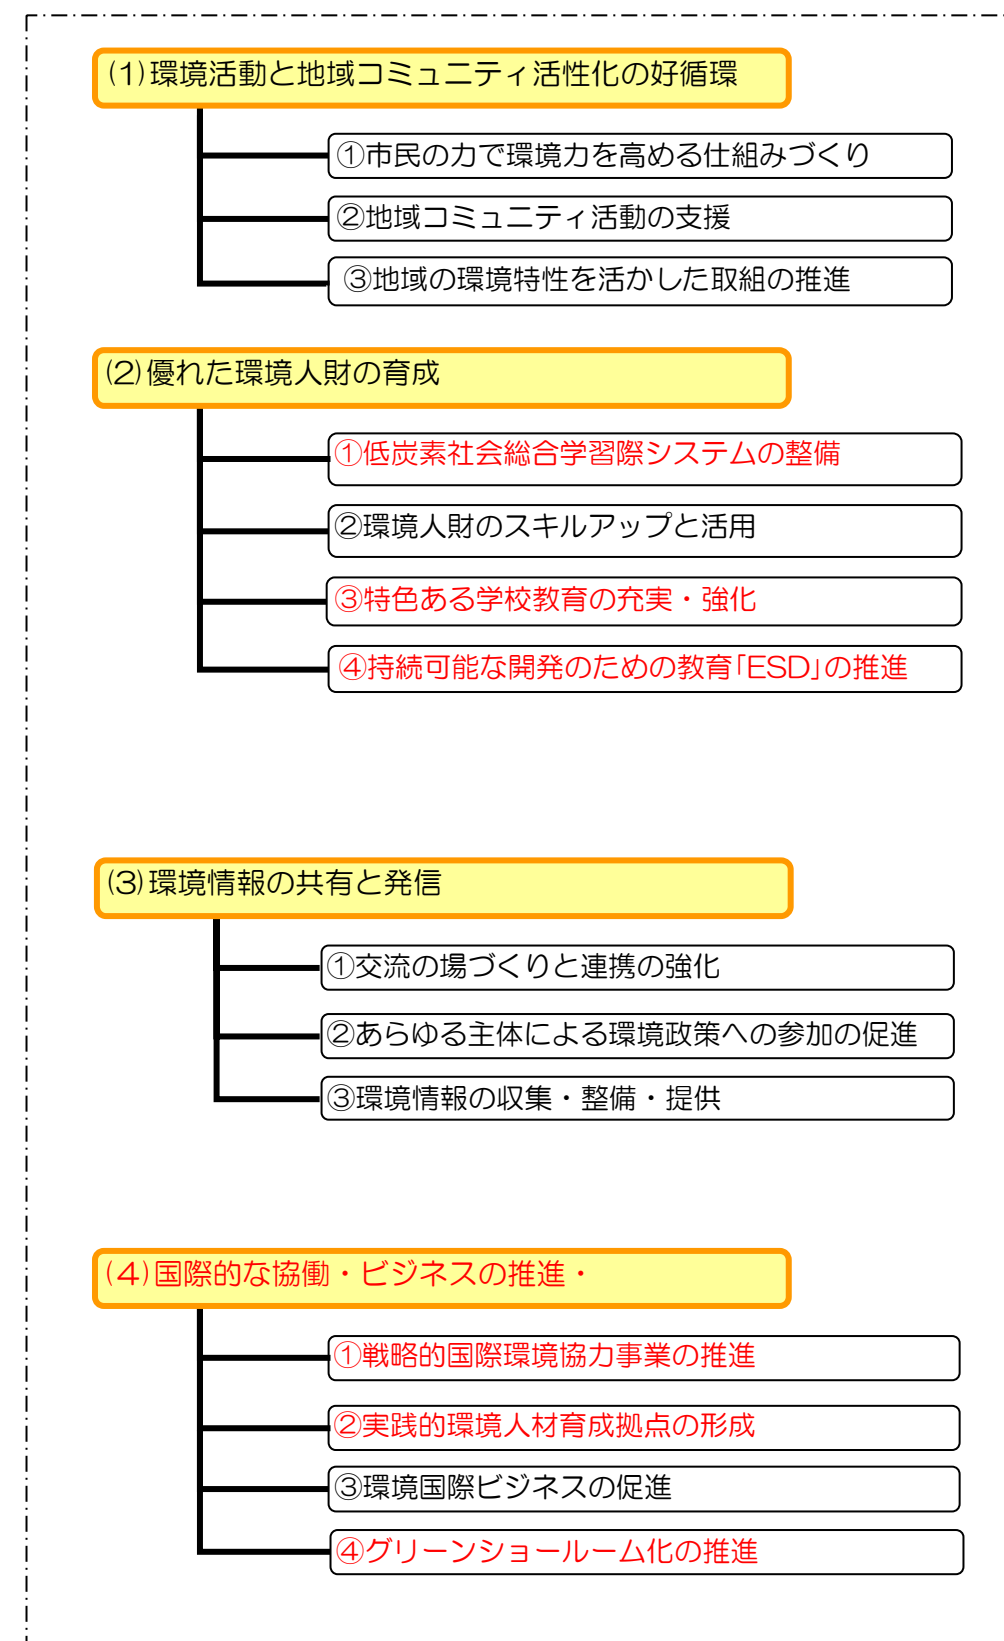 (1)環境活動と地域コミュニティ活性化の好循環
①市民の力で環境力を高める仕組みづくり
②地域コミュニティ活動の支援
③地域の環境特性を活かした取組の推進
(2)優れた環境人財の育成
①低炭素社会総合学習際システムの整備
②環境人財のスキルアップと活用
③特色ある学校教育の充実・強化
④持続可能な開発のための教育「ESD」の推進
(3)環境情報の共有と発信
①交流の場づくりと連携の強化
②あらゆる主体による環境政策への参加の促進
③環境情報の収集・整備・提供
(4)国際的な協働・ビジネスの推進・
①戦略的国際環境協力事業の推進
②実践的環境人材育成拠点の形成
③環境国際ビジネスの促進
④グリーンショールーム化の推進